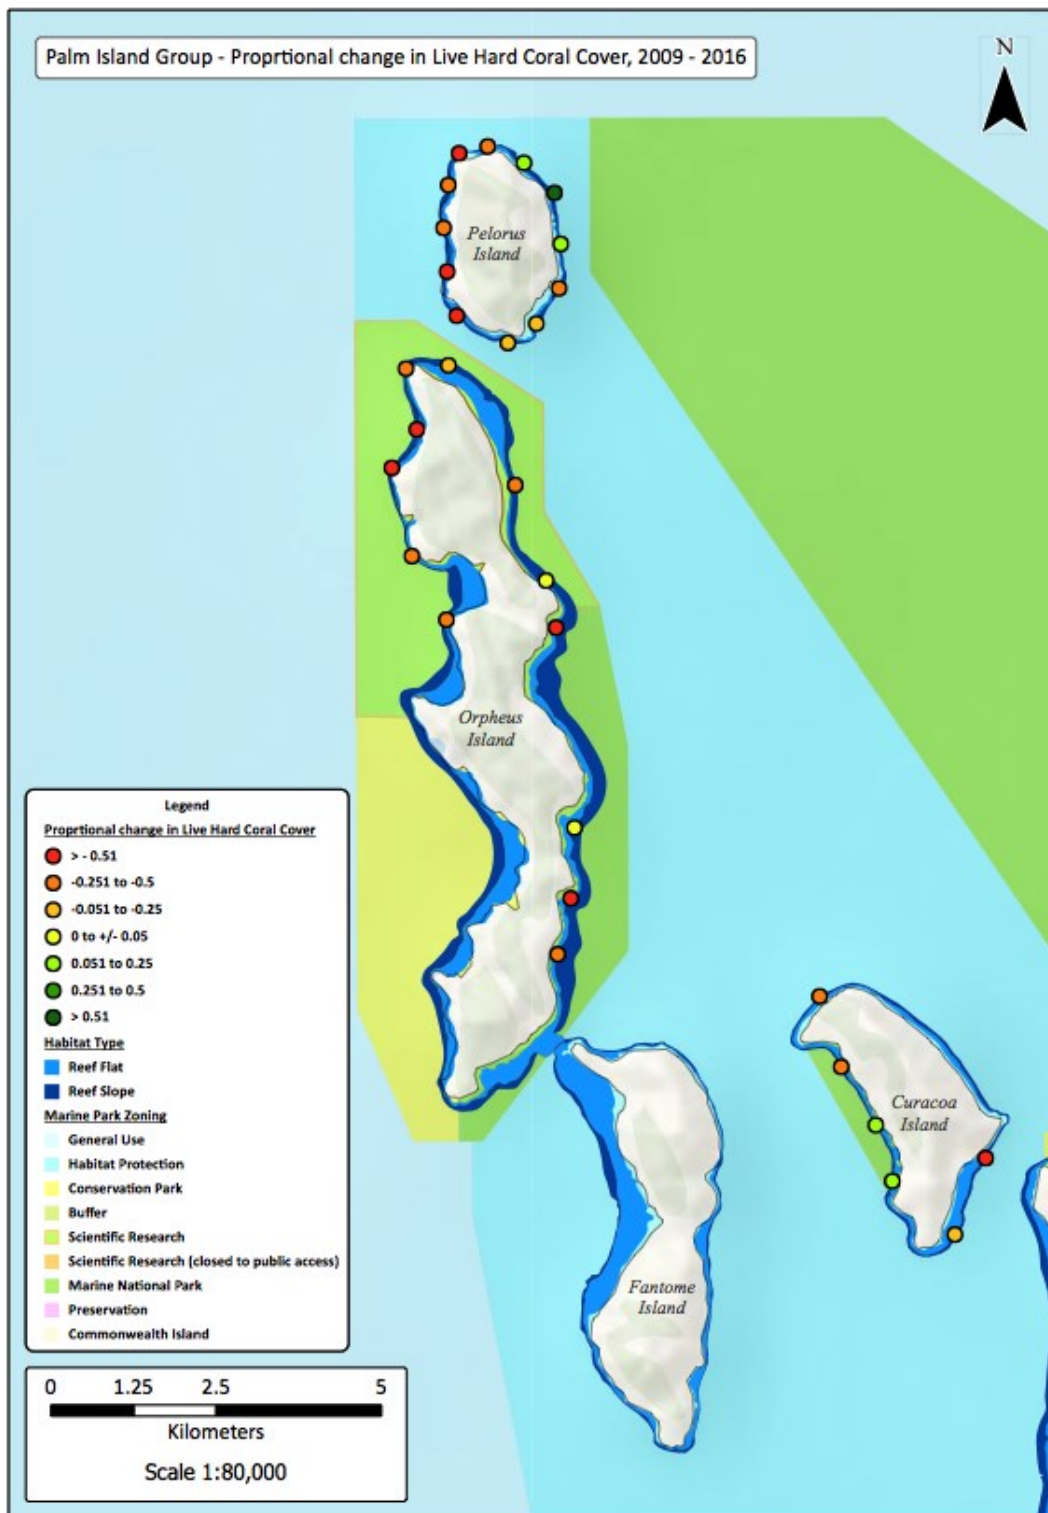 Palm Island Group - Proprtional change in Live Hard Coral Cover, 2009 - 2016
N
Pelorus
Island
Orpheus
Island
Curacoa
Island
Fantome
Island
Legend
Proprtional change in Live Hard Coral Cover
> - 0.51
-0.251 to -0.5
-0.051 to -0.25
0 to +/- 0.05
0.051 to 0.25
0.251 to 0.5
> 0.51
Habitat Type
Reef Flat
Reef Slope
Marine Park Zoning
General Use
Habitat Protection
Conservation Park
Buffer
Scientific Research
Scientific Research (closed to public access)
Marine National Park
Preservation
Commonwealth Island
0 1.25 2.5 5
Kilometers
Scale 1:80,000